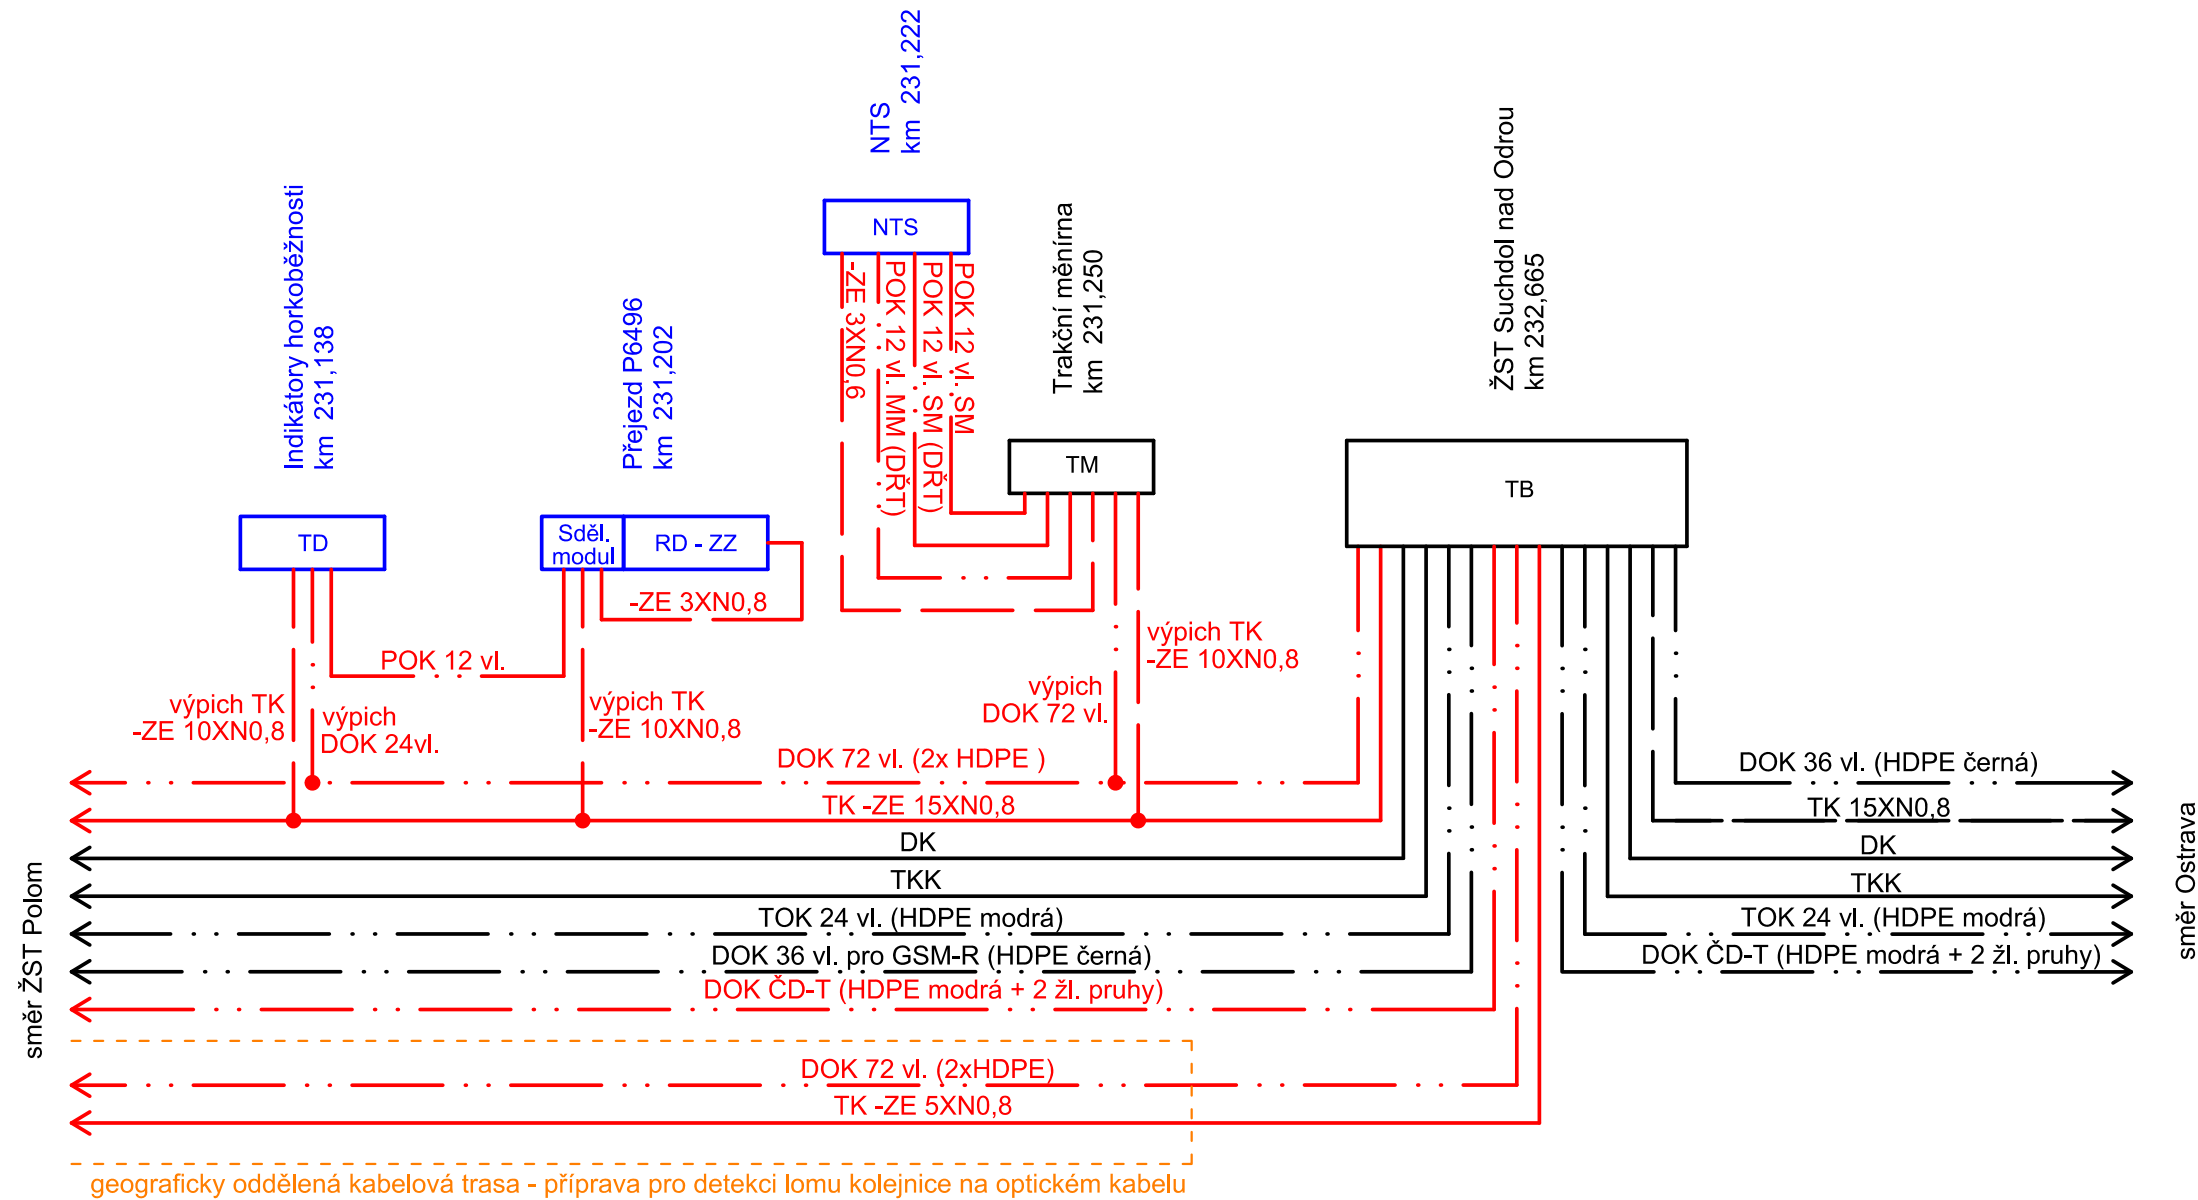 NTS
km 231,222
Indikátory horkoběžnosti
km 231,138
Přejezd P6496
km 231,202
Trakční měnírna
km 231,250
ŽST Suchdol nad Odrou
km 232,665
NTS
TM
TB
TD
Sděl.
modul
RD - ZZ
-ZE 3XN0,6
POK 12 vl. MM (DŘT)
POK 12 vl. SM (DŘT)
POK 12 vl. SM
-ZE 3XN0,8
POK 12 vl.
výpich TK
-ZE 10XN0,8
výpich
DOK 24vl.
výpich TK
-ZE 10XN0,8
výpich
DOK 72 vl.
výpich TK
-ZE 10XN0,8
DOK 72 vl. (2x HDPE )
TK -ZE 15XN0,8
DK
TKK
TOK 24 vl. (HDPE modrá)
DOK 36 vl. pro GSM-R (HDPE černá)
DOK ČD-T (HDPE modrá + 2 žl. pruhy)
DOK 72 vl. (2xHDPE)
TK -ZE 5XN0,8
geograficky oddělená kabelová trasa - příprava pro detekci lomu kolejnice na optickém kabelu
směr ŽST Polom
DOK 36 vl. (HDPE černá)
TK 15XN0,8
DK
TKK
TOK 24 vl. (HDPE modrá)
DOK ČD-T (HDPE modrá + 2 žl. pruhy)
směr Ostrava